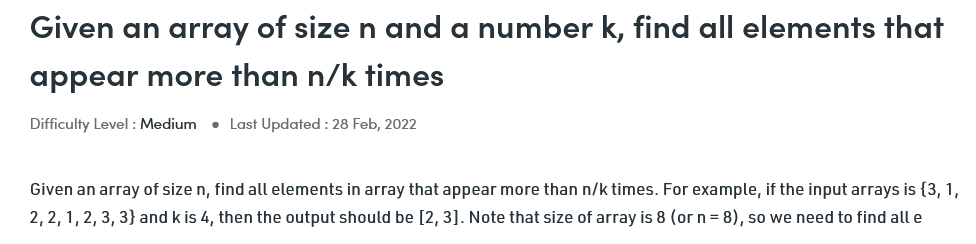 Given an array of size n and a number k, find all elements that
appear more than n/k times
Difficulty Level : Medium • Last Updated : 28 Feb, 2022
Given an array of size n, find all elements in array that appear more than n/k times. For example, if the input arrays is {3, 1,
2, 2, 1, 2, 3, 3} and k is 4, then the output should be [2, 3]. Note that size of array is 8 (or n = 8), so we need to find all e